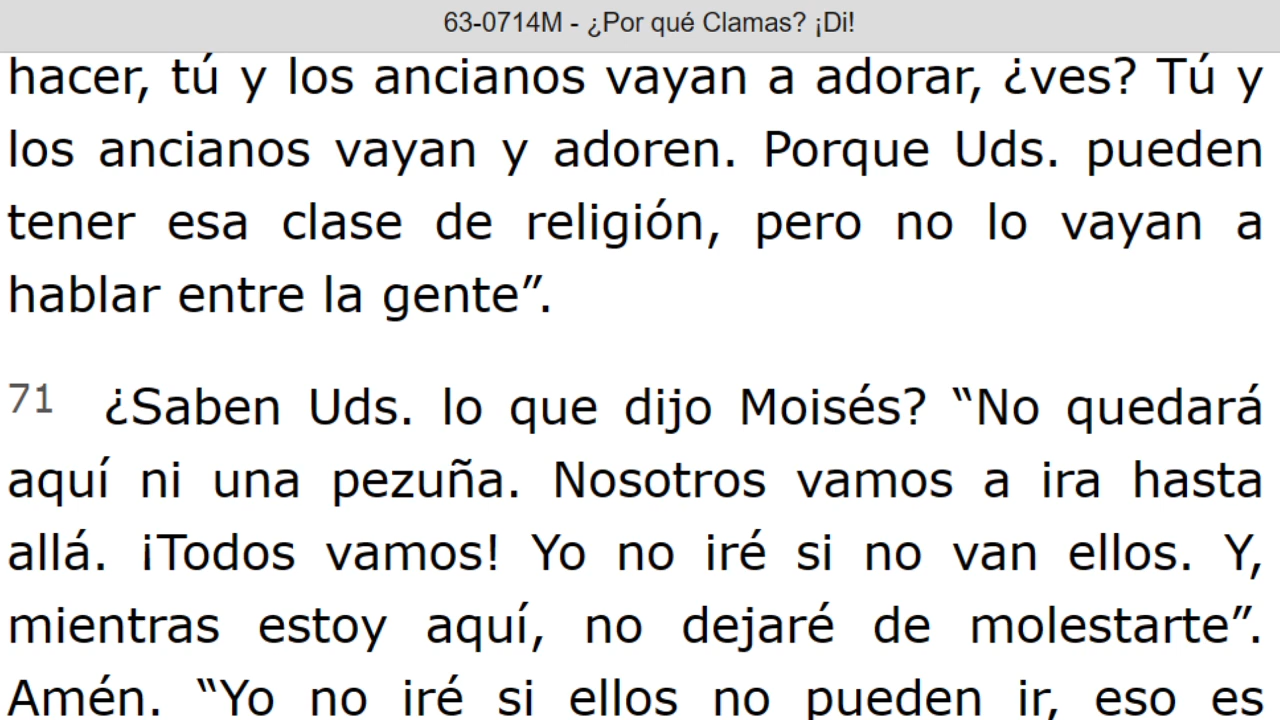 63-0714M - ¿Por qué Clamas? ¡Di!
hacer, tú y los ancianos vayan a adorar, ¿ves? Tú y
los ancianos vayan y adoren. Porque Uds. pueden
tener esa clase de religión, pero no lo vayan a
hablar entre la gente”.
71 ¿Saben Uds. lo que dijo Moisés? “No quedará
aquí ni una pezuña. Nosotros vamos a ira hasta
allá. ¡Todos vamos! Yo no iré si no van ellos. Y,
mientras estoy aquí, no dejaré de molestarte”.
Amén. “Yo no iré si ellos no pueden ir, eso es